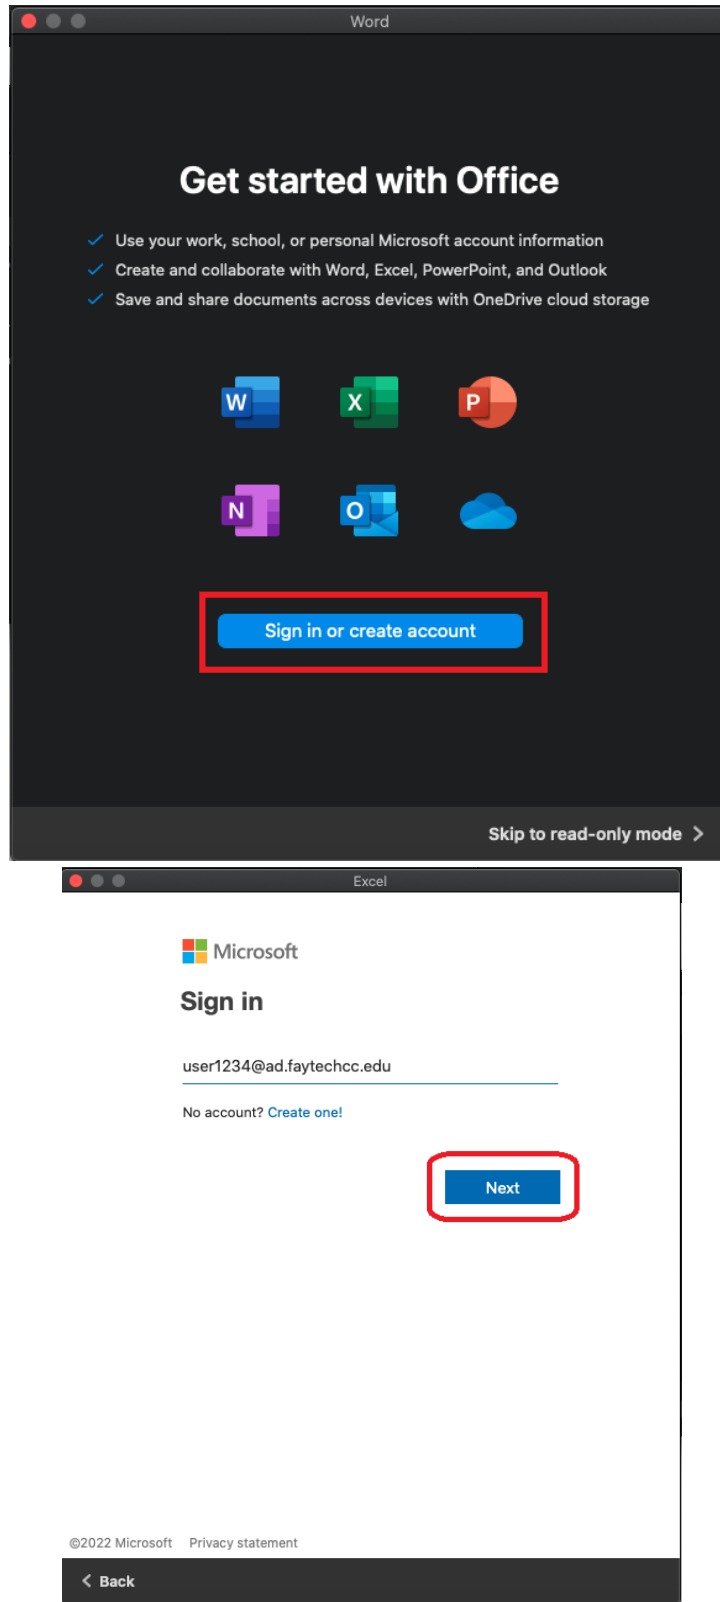 Word
Get started with Office
Use your work, school, or personal Microsoft account information
Create and collaborate with Word, Excel, PowerPoint, and Outlook
Save and share documents across devices with OneDrive cloud storage
W X P
N O
Sign in or create account
Skip to read-only mode
Excel
Microsoft
Sign in
user1234@ad.faytechcc.edu
No account? Create one!
Next
©2022 Microsoft Privacy statement
Back